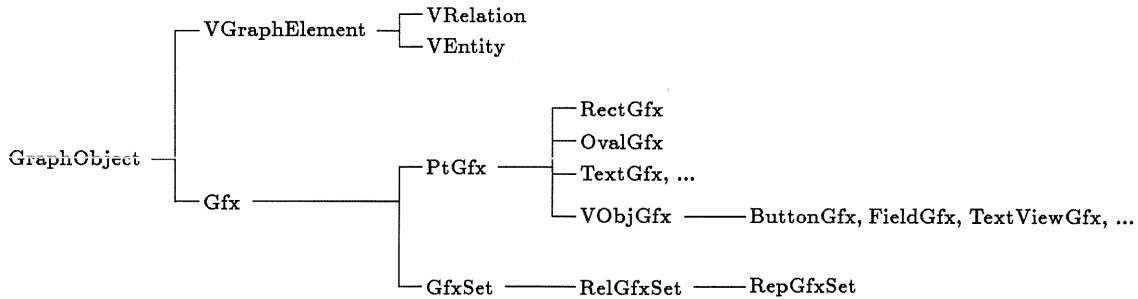 VRelation
VGraphElement
VEntity
RectGfx
OvalGfx
GraphObject
PtGfx
TextGfx, ...
Gfx
VObjGfx
ButtonGfx, FieldGfx, TextViewGfx, ...
GfxSet
RelGfxSet
RepGfxSet